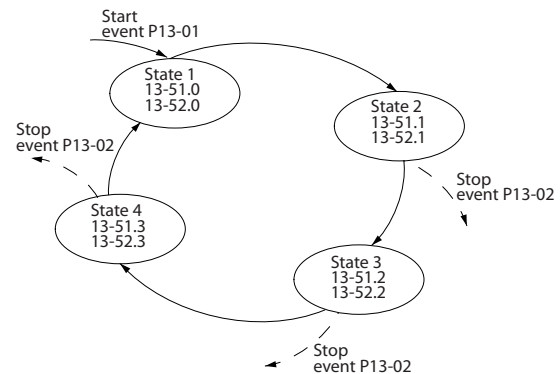 Start
event P13-01
State 1
13-51.0
13-52.0
State 2
13-51.1
13-52.1
Stop
event P13-02
Stop
event P13-02
State 4
13-51.3
13-52.3
State 3
13-51.2
13-52.2
Stop
event P13-02